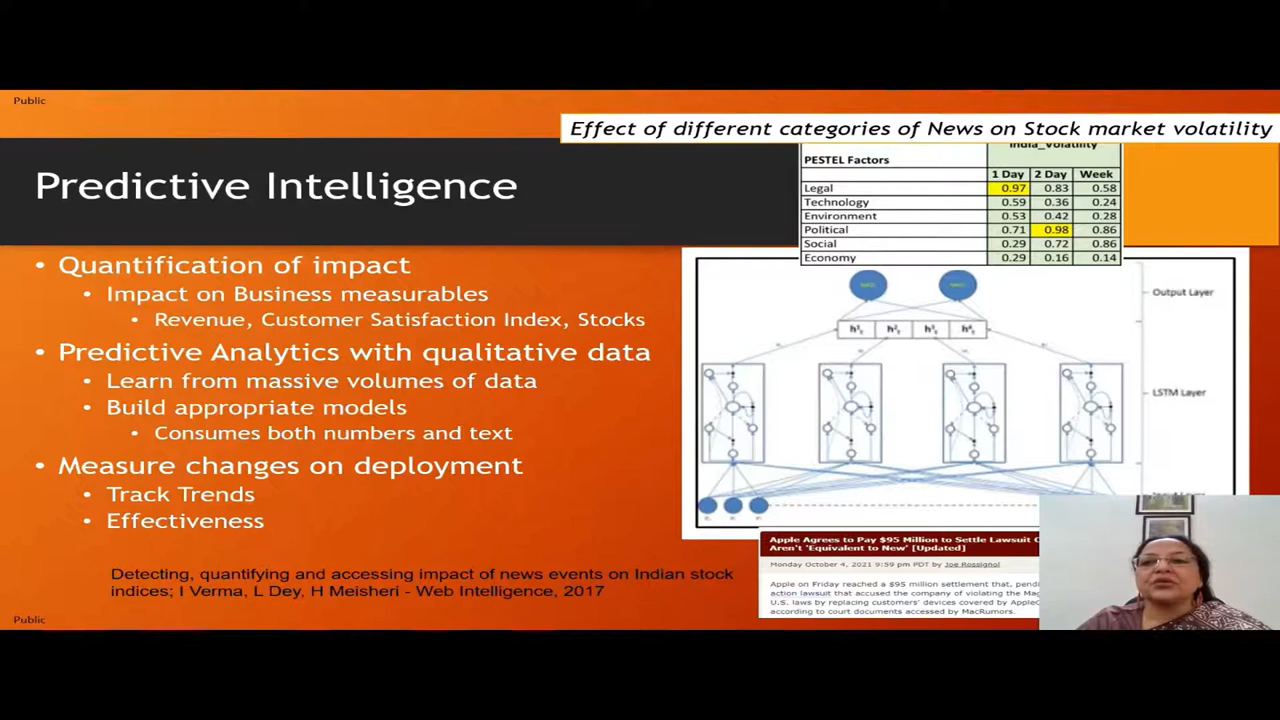 Public
Effect of different categories of News on Stock market volatility
Predictive Intelligence
India_Volatility
PESTEL Factors
1 Day 2 Day Week
Legal 0.97 0.83 0.58
Technology 0.59 0.36 0.24
Environment 0.53 0.42 0.28
Political 0.71 0.98 0.86
Social 0.29 0.72 0.86
Economy 0.29 0.16 0.14
• Quantification of impact
• Impact on Business measurables
• Revenue, Customer Satisfaction Index, Stocks
• Predictive Analytics with qualitative data
• Learn from massive volumes of data
• Build appropriate models
• Consumes both numbers and text
• Measure changes on deployment
• Track Trends
• Effectiveness
Output Layer
LSTM Layer
Apple Agrees to Pay $95 Million to Settle Lawsuit
Aren't 'Equivalent to New' [Updated]
Monday October 4, 2021 9:59 pm PDT by Joe Rossignol
Apple on Friday reached a $95 million settlement that,
action lawsuit that accused the company of violating the
U.S. laws by replacing customers' devices covered by
according to court documents accessed by MacRumors.
Detecting, quantifying and accessing impact of news events on Indian stock
indices; I Verma, L Dey, H Meisheri - Web Intelligence, 2017
Public